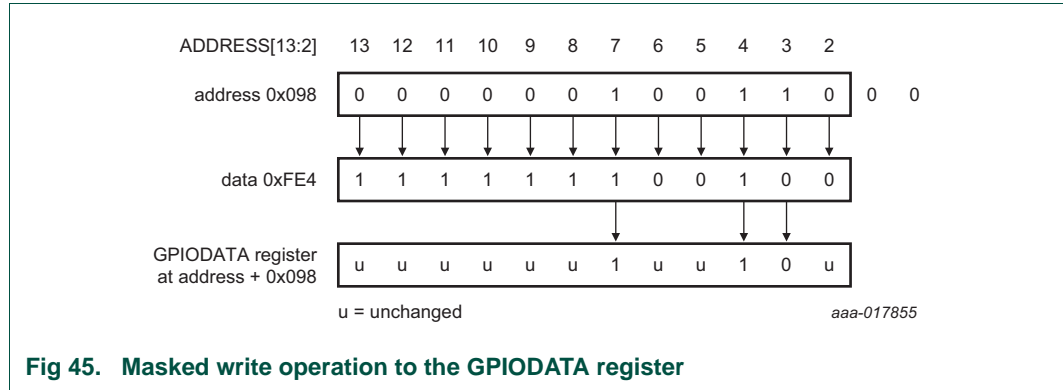 ADDRESS[13:2] 13 12 11 10 9 8 7 6 5 4 3 2
address 0x098 0 0 0 0 0 0 1 0 0 1 1 0 0 0
data 0xFE4 1 1 1 1 1 1 1 0 0 1 0 0
GPIODATA register
at address + 0x098 u u u u u u 1 u u 1 0 u
u = unchanged aaa-017855
Fig 45. Masked write operation to the GPIODATA register